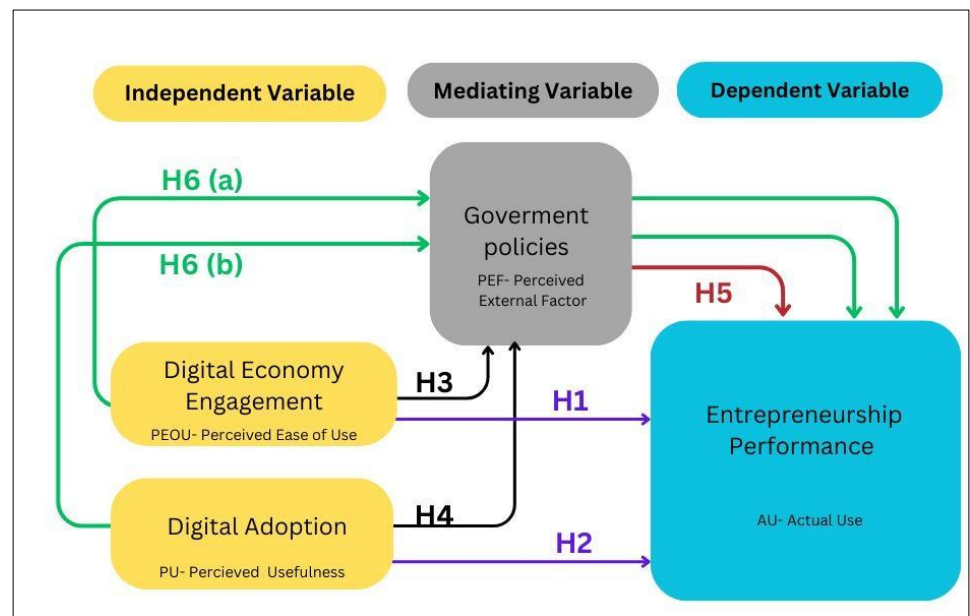 Independent Variable
Mediating Variable
Dependent Variable
H6 (a)
H6 (b)
Goverment
policies
PEF- Perceived
External Factor
H5
Digital Economy
Engagement
PEOU- Perceived Ease of Use
H3
H1
Entrepreneurship
Performance
AU- Actual Use
Digital Adoption
PU- Percieved Usefulness
H4
H2